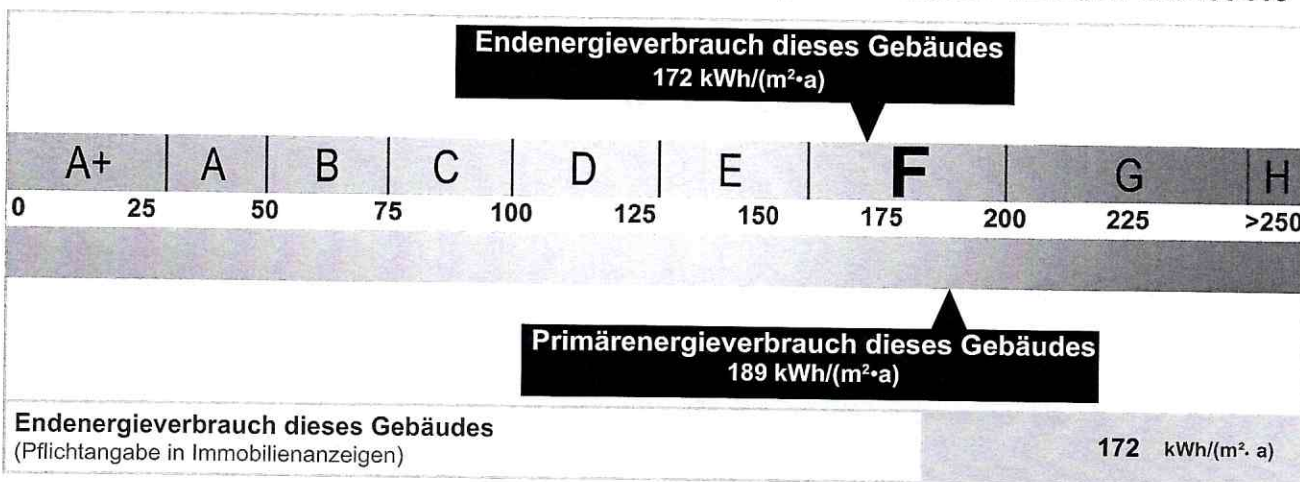 Endenergieverbrauch dieses Gebäudes
172 kWh/(m²•a)
A+ A B C D E F G H
0 25 50 75 100 125 150 175 200 225 >250
Primärenergieverbrauch dieses Gebäudes
189 kWh/(m²•a)
Endenergieverbrauch dieses Gebäudes
(Pflichtangabe in Immobilienanzeigen)
172 kWh/(m²· a)